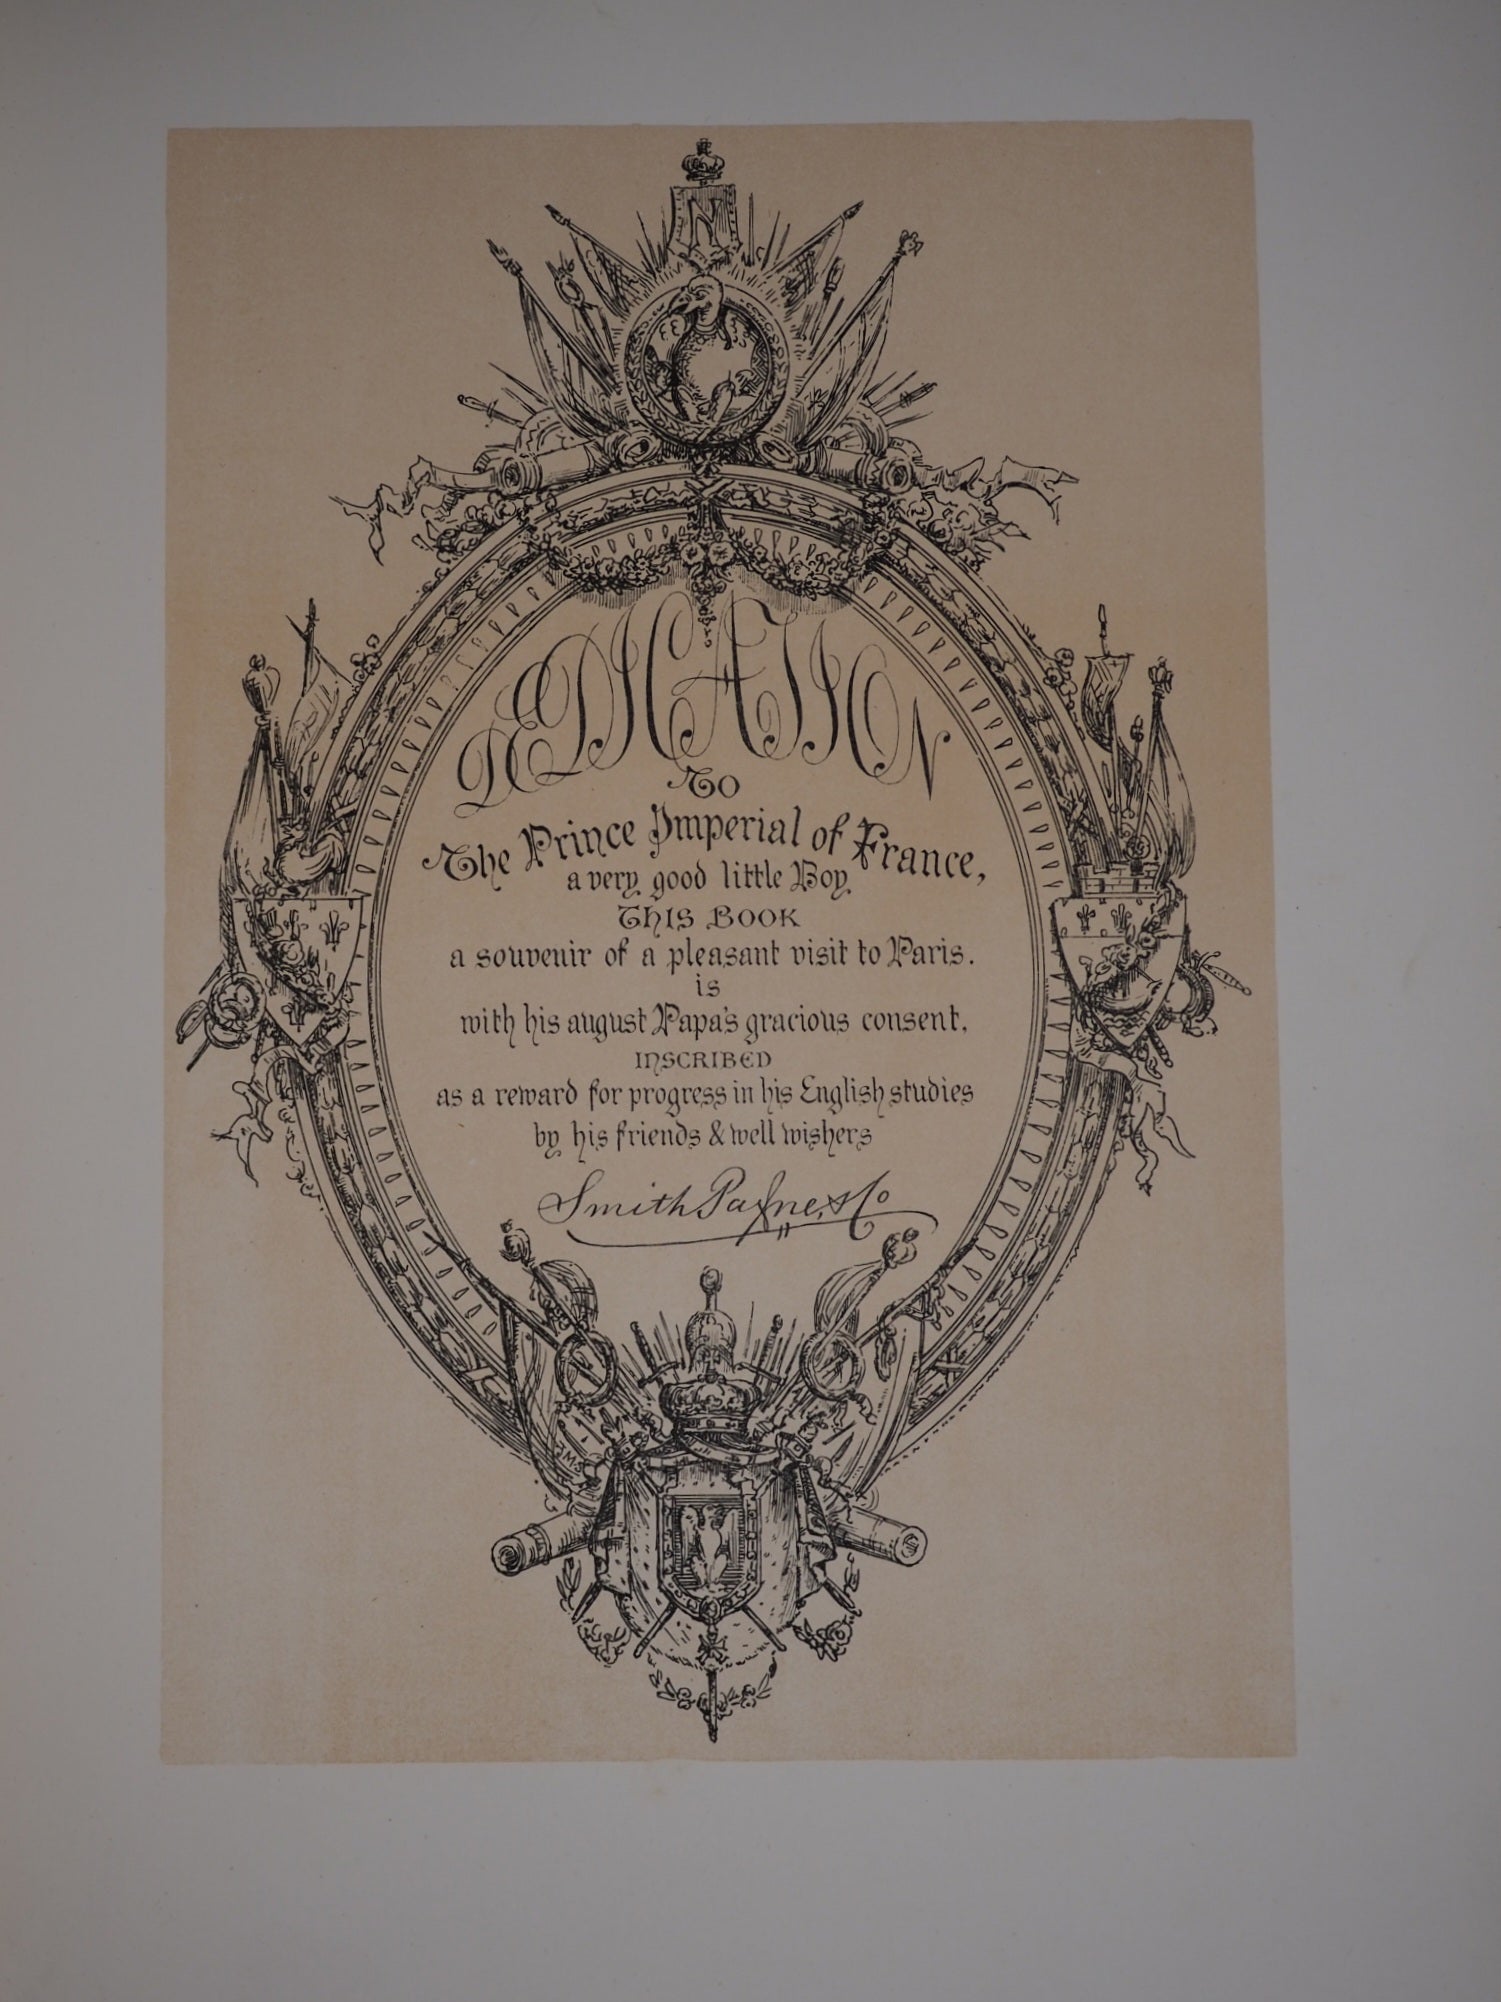 N
DEDICATION
TO
The Prince Imperial of France,
a very good little Boy
THIS BOOK
a souvenir of a pleasant visit to Paris.
is
with his august Papa's gracious consent,
INSCRIBED
as a reward for progress in his English studies
by his friends & well wishers
Smith Payne, & Co